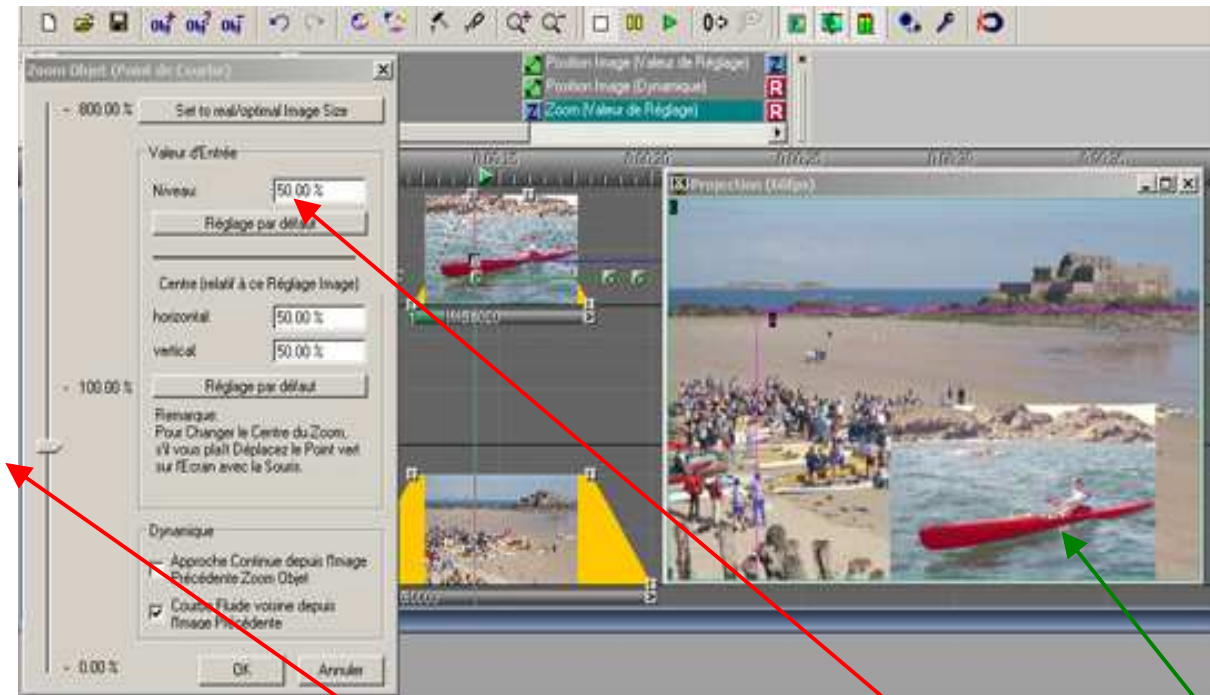 Obj Obj Obj
Zoom Objet (Point de Courbe)
800.00 %
Set to real/optimal Image Size
Valeur d'Entrée
Niveau:
50.00 %
Réglage par défaut
Centre (relatif à ce Réglage Image)
horizontal:
50.00 %
vertical:
50.00 %
100.00 %
Réglage par défaut
Remarque:
Pour Changer le Centre du Zoom,
s'il vous plaît Déplacez le Point vert
sur l'Ecran avec la Souris.
Dynamique
Approche Continue depuis l'Image
Précédente Zoom Objet
Courbe Fluide voisine depuis
l'Image Précédente
0.00 %
OK
Annuler
Position Image (Valeur de Réglage)
Z
Position Image (Dynamique)
R
Z
Zoom (Valeur de Réglage)
R
Projection (60fps)